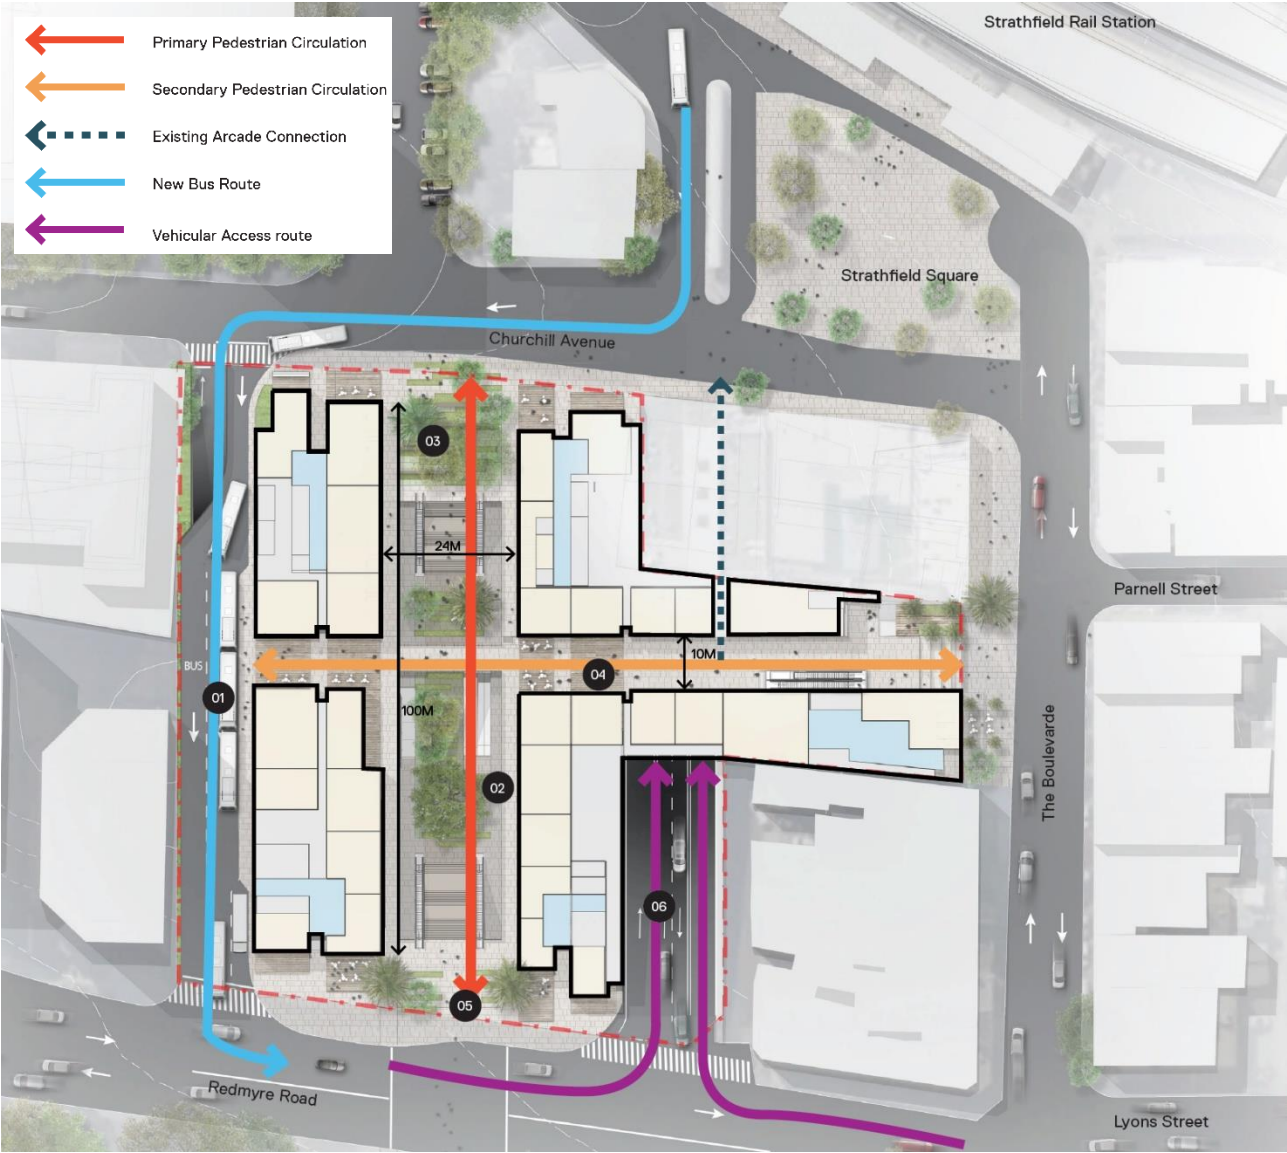 Strathfield Rail Station
Primary Pedestrian Circulation
Secondary Pedestrian Circulation
Existing Arcade Connection
New Bus Route
Vehicular Access route
Strathfield Square
Churchill Avenue
03
24M
Parnell Street
10M
BUS
04
01
100M
The Boulevarde
02
06
05
Redmyre Road
Lyons Street